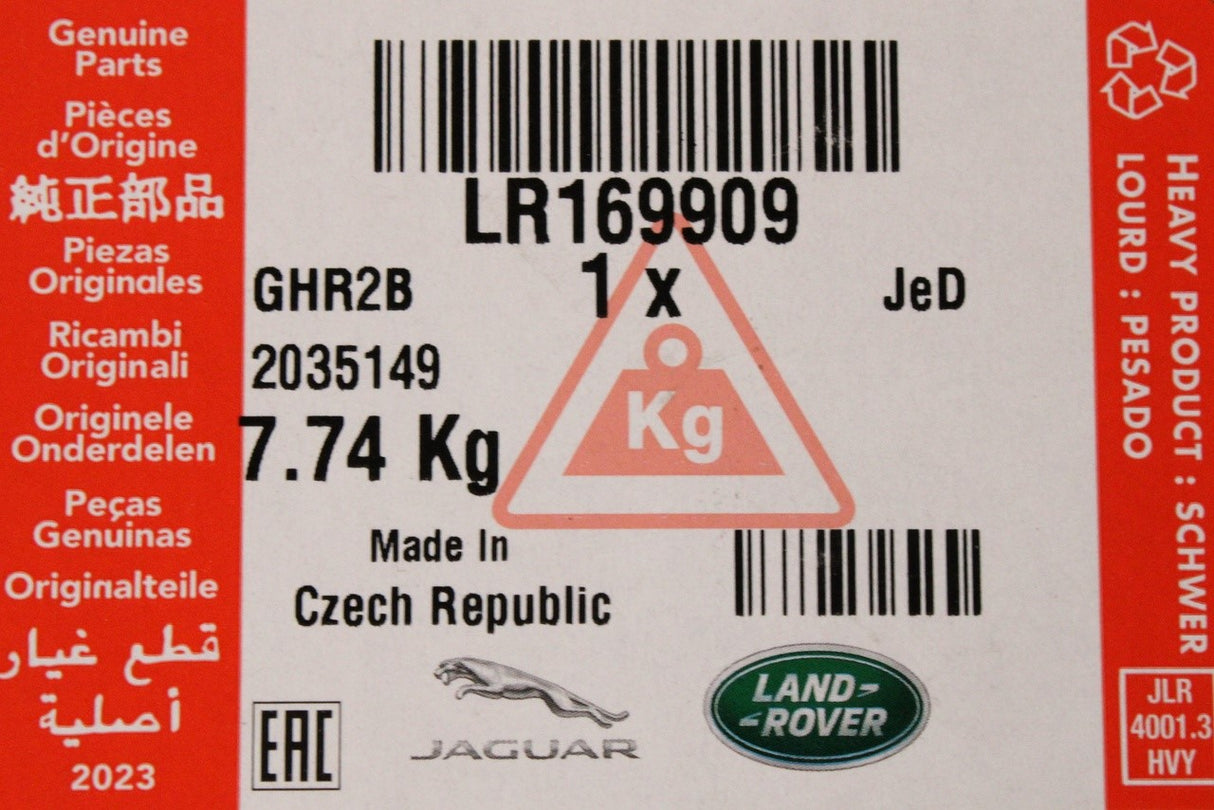 Genuine
Parts
Pièces
d'Origine
純正部品
Piezas
Originales
Ricambi
Originali
Originele
Onderdelen
Peças
Genuinas
Originalteile
قطع غيار
أصلية
2023
LR169909
GHR2B
1 x
JeD
2035149
7.74 Kg
Kg
Made In
Czech Republic
EAC
JAGUAR
LAND-
-ROVER
HEAVY PRODUCT : SCHWER
LOURD : PESADO
JLR
4001.3
HVY